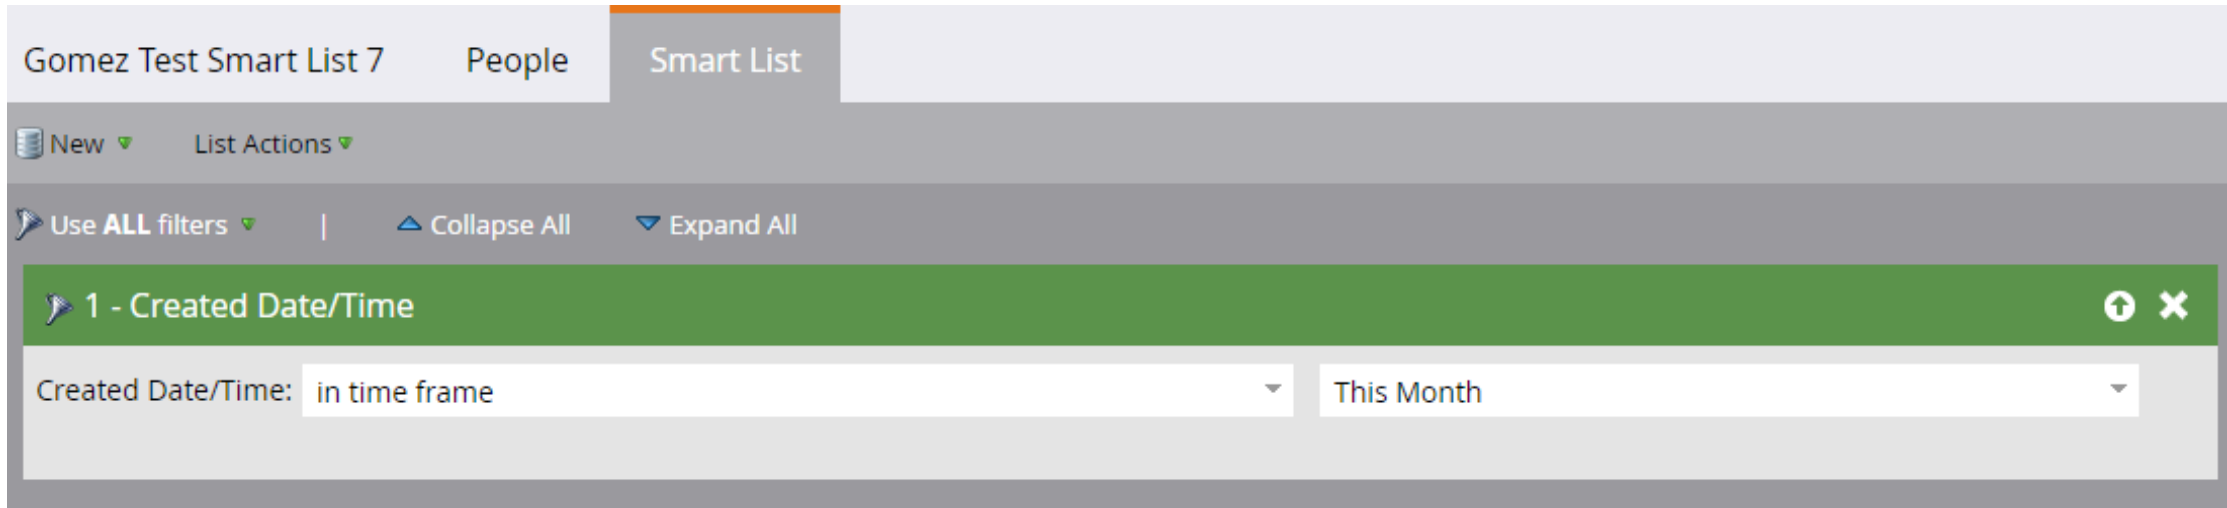 Gomez Test Smart List 7 People Smart List
New List Actions
Use ALL filters | Collapse All Expand All
1 - Created Date/Time
Created Date/Time: in time frame This Month